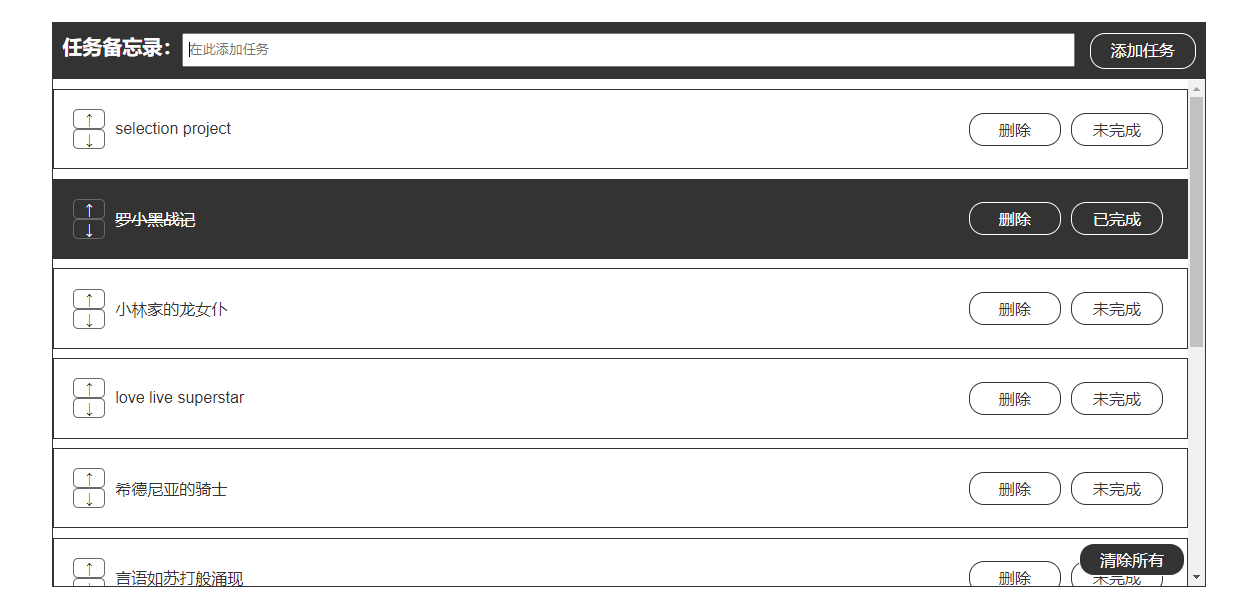 任务备忘录： 在此添加任务 添加任务
↑
↓
selection project 删除 未完成
↑
↓
罗小黑战记 删除 已完成
↑
↓
小林家的龙女仆 删除 未完成
↑
↓
love live superstar 删除 未完成
↑
↓
希德尼亚的骑士 删除 未完成
↑
↓
言语如苏打般涌现 删除 未完成
清除所有